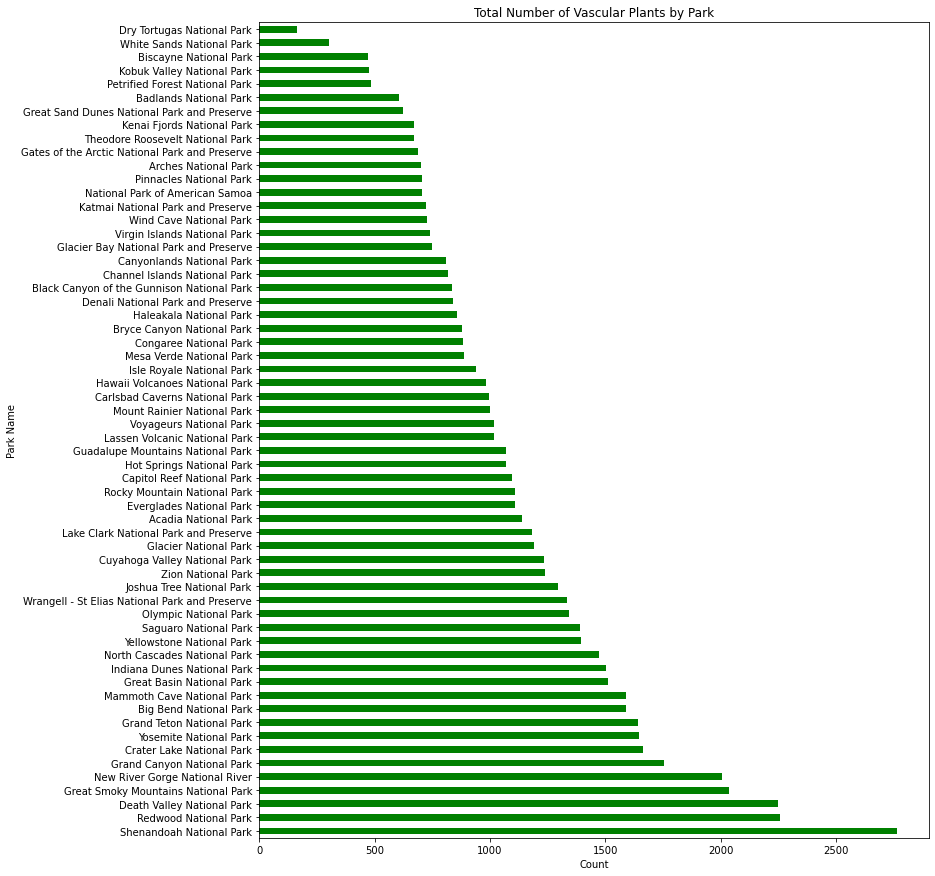 Total Number of Vascular Plants by Park
Dry Tortugas National Park
White Sands National Park
Biscayne National Park
Kobuk Valley National Park
Petrified Forest National Park
Badlands National Park
Great Sand Dunes National Park and Preserve
Kenai Fjords National Park
Theodore Roosevelt National Park
Gates of the Arctic National Park and Preserve
Arches National Park
Pinnacles National Park
National Park of American Samoa
Katmai National Park and Preserve
Wind Cave National Park
Virgin Islands National Park
Glacier Bay National Park and Preserve
Canyonlands National Park
Channel Islands National Park
Black Canyon of the Gunnison National Park
Denali National Park and Preserve
Haleakala National Park
Bryce Canyon National Park
Congaree National Park
Mesa Verde National Park
Isle Royale National Park
Hawaii Volcanoes National Park
Carlsbad Caverns National Park
Mount Rainier National Park
Voyageurs National Park
Lassen Volcanic National Park
Guadalupe Mountains National Park
Hot Springs National Park
Capitol Reef National Park
Rocky Mountain National Park
Everglades National Park
Acadia National Park
Lake Clark National Park and Preserve
Glacier National Park
Cuyahoga Valley National Park
Zion National Park
Joshua Tree National Park
Wrangell - St Elias National Park and Preserve
Olympic National Park
Saguaro National Park
Yellowstone National Park
North Cascades National Park
Indiana Dunes National Park
Great Basin National Park
Mammoth Cave National Park
Big Bend National Park
Grand Teton National Park
Yosemite National Park
Crater Lake National Park
Grand Canyon National Park
New River Gorge National River
Great Smoky Mountains National Park
Death Valley National Park
Redwood National Park
Shenandoah National Park
Park Name
0 500 1000 1500 2000 2500
Count